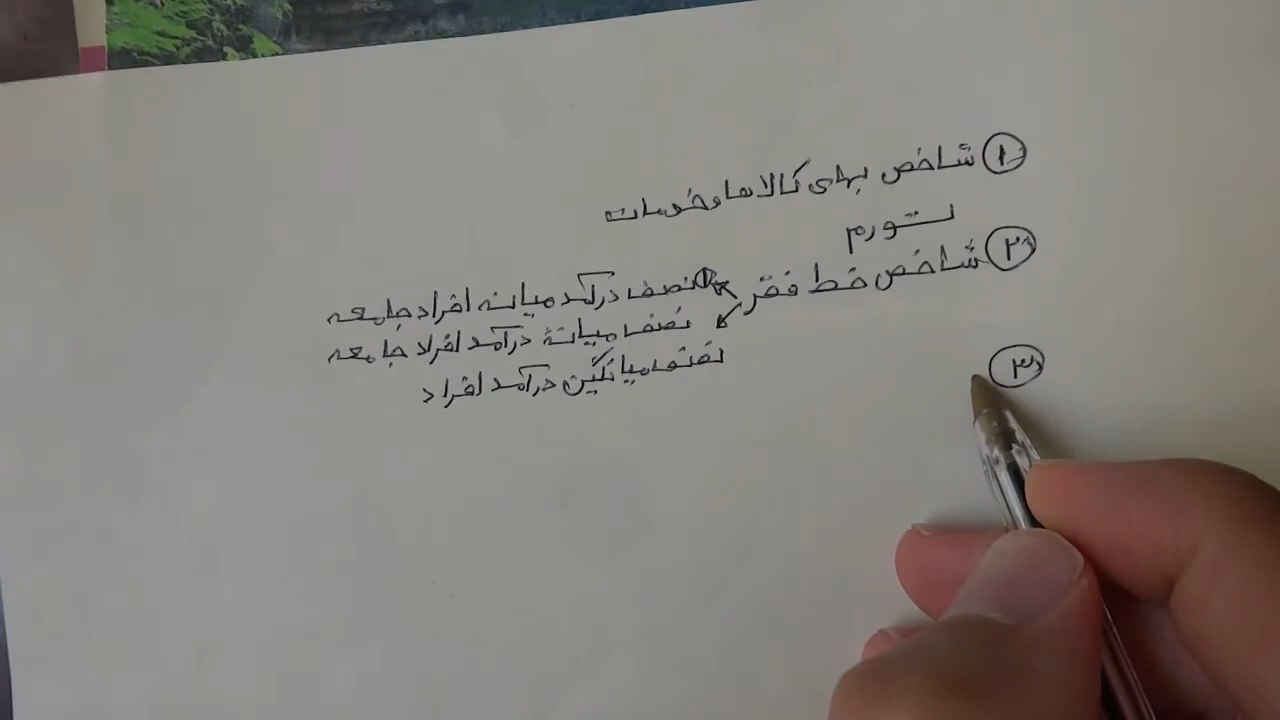 ۱ شاخص بهای کالاها و خدمات
تورم
۲ شاخص خط فقر
نصف درآمد میانه افراد جامعه
نصف میانهٔ درآمد افراد جامعه
نصف میانگین درآمد افراد
۳